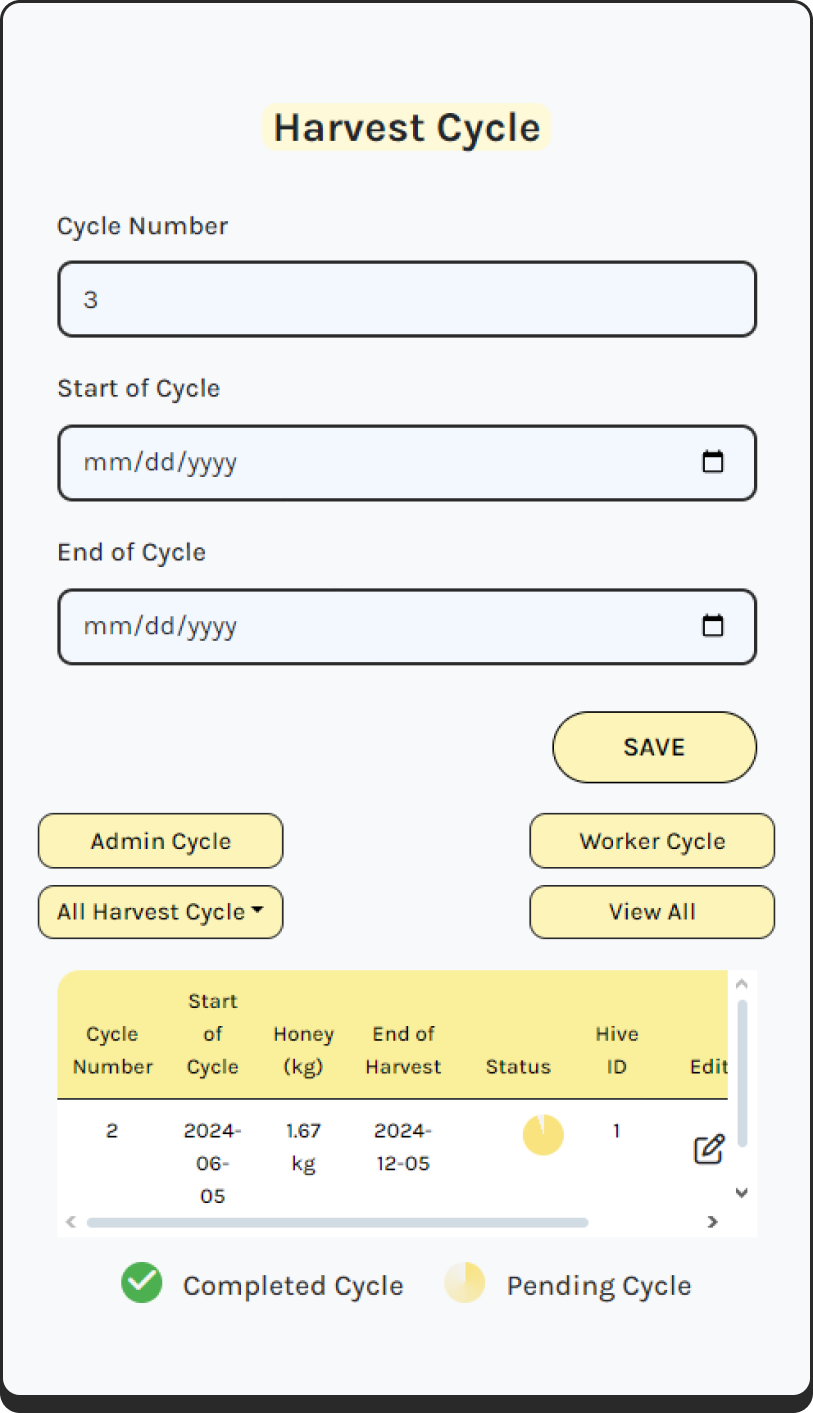 Harvest Cycle
Cycle Number
3
Start of Cycle
mm/dd/yyyy
End of Cycle
mm/dd/yyyy
SAVE
Admin Cycle
Worker Cycle
All Harvest Cycle
View All
Start
Cycle of Honey End of Hive
Number Cycle (kg) Harvest Status ID Edit
2 2024- 1.67 2024- 1
06- kg 12-05
05
Completed Cycle Pending Cycle